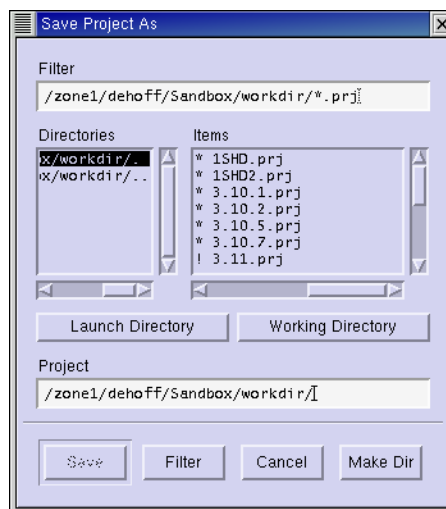 Save Project As
Filter
/zone1/dehoff/Sandbox/workdir/*.prj
Directories
Items
x/workdir/.
x/workdir/..
* 1SHD.prj
* 1SHD2.prj
* 3.10.1.prj
* 3.10.2.prj
* 3.10.5.prj
* 3.10.7.prj
! 3.11.prj
Launch Directory
Working Directory
Project
/zone1/dehoff/Sandbox/workdir/
Save
Filter
Cancel
Make Dir